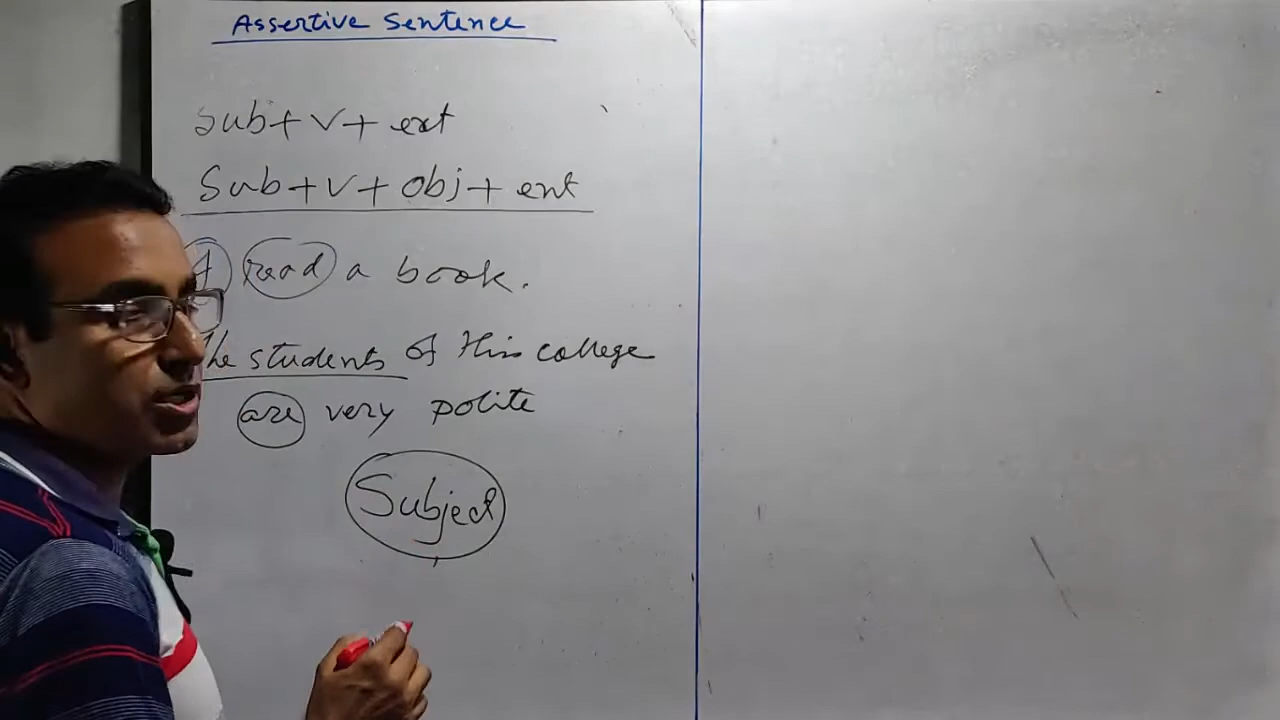 Assertive Sentence
Sub + V + ext
Sub + V + Obj + ext
I read a book.
The students of this college
are very polite
Subject